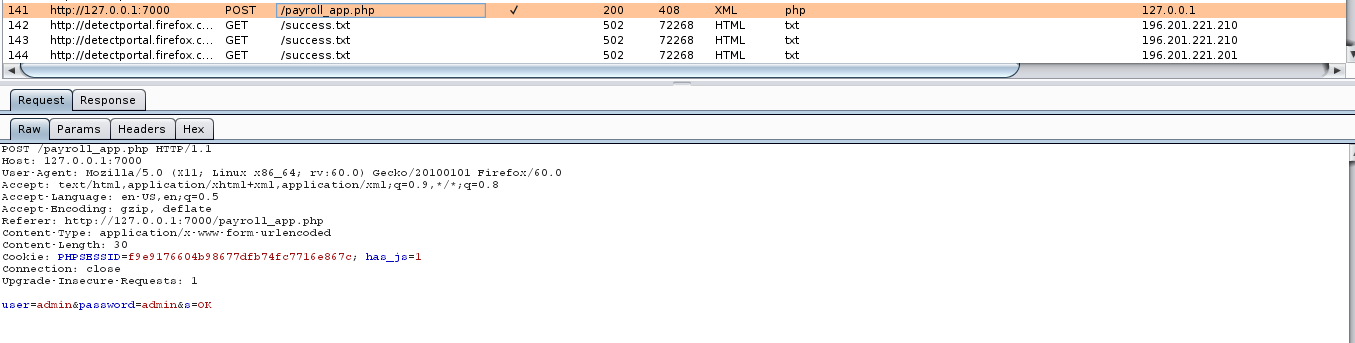 141 http://127.0.0.1:7000 POST /payroll_app.php ✓ 200 408 XML php 127.0.0.1
142 http://detectportal.firefox.c... GET /success.txt 502 72268 HTML txt 196.201.221.210
143 http://detectportal.firefox.c... GET /success.txt 502 72268 HTML txt 196.201.221.210
144 http://detectportal.firefox.c... GET /success.txt 502 72268 HTML txt 196.201.221.201
Request Response
Raw Params Headers Hex
POST /payroll_app.php HTTP/1.1
Host: 127.0.0.1:7000
User-Agent: Mozilla/5.0 (X11; Linux x86_64; rv:60.0) Gecko/20100101 Firefox/60.0
Accept: text/html,application/xhtml+xml,application/xml;q=0.9,*/*;q=0.8
Accept-Language: en-US,en;q=0.5
Accept-Encoding: gzip, deflate
Referer: http://127.0.0.1:7000/payroll_app.php
Content-Type: application/x-www-form-urlencoded
Content-Length: 30
Cookie: PHPSESSID=f9e9176604b98677dfb74fc7716e867c; has_js=1
Connection: close
Upgrade-Insecure-Requests: 1
user=admin&password=admin&s=OK